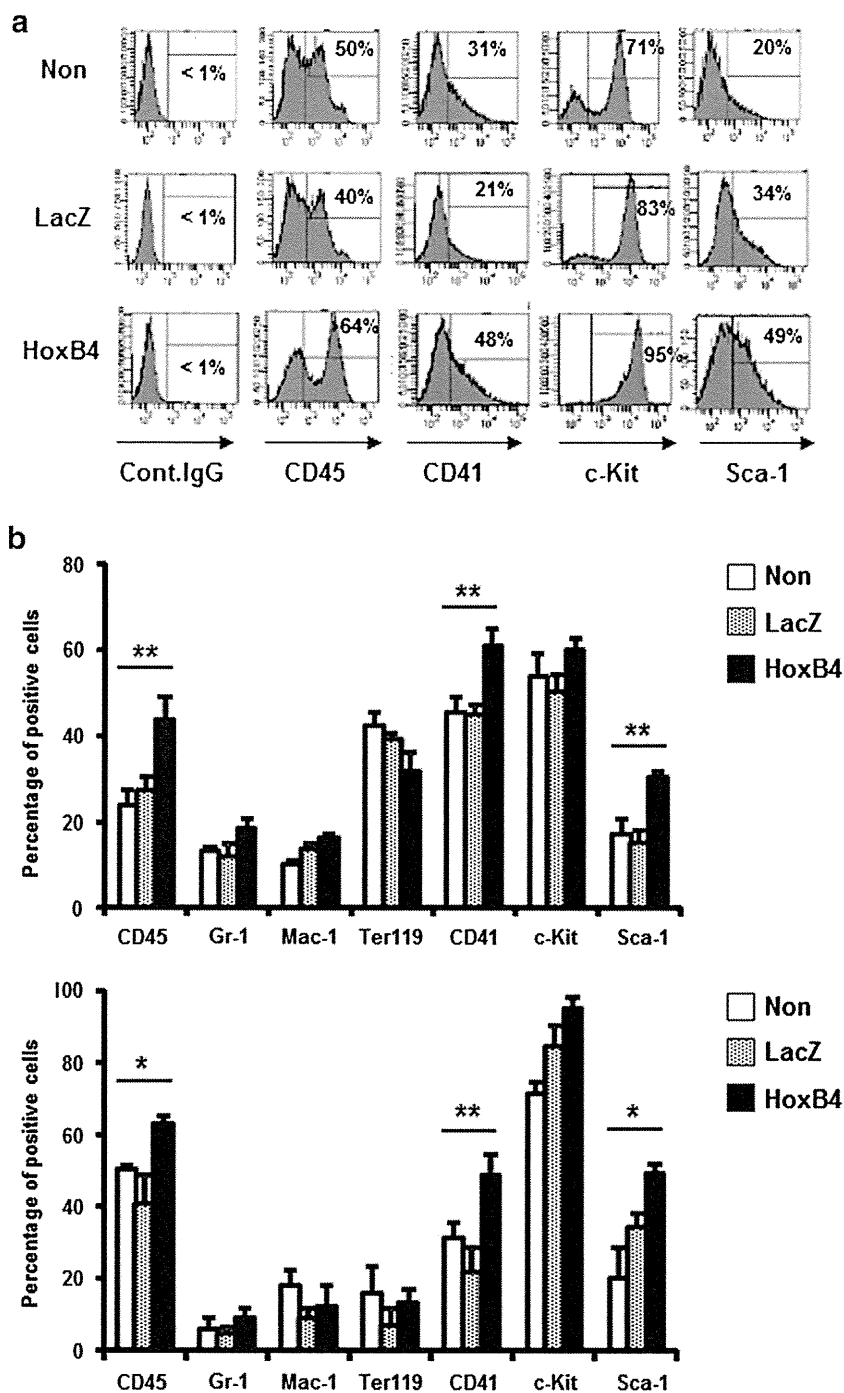 a
Non
< 1%
50%
31%
71%
20%
LacZ
< 1%
40%
21%
83%
34%
HoxB4
< 1%
64%
48%
95%
49%
Cont.IgG
CD45
CD41
c-Kit
Sca-1
b
Percentage of positive cells
80
60
40
20
0
**
**
**
CD45
Gr-1
Mac-1
Ter119
CD41
c-Kit
Sca-1
Non
LacZ
HoxB4
Percentage of positive cells
100
80
60
40
20
0
*
**
*
CD45
Gr-1
Mac-1
Ter119
CD41
c-Kit
Sca-1
Non
LacZ
HoxB4